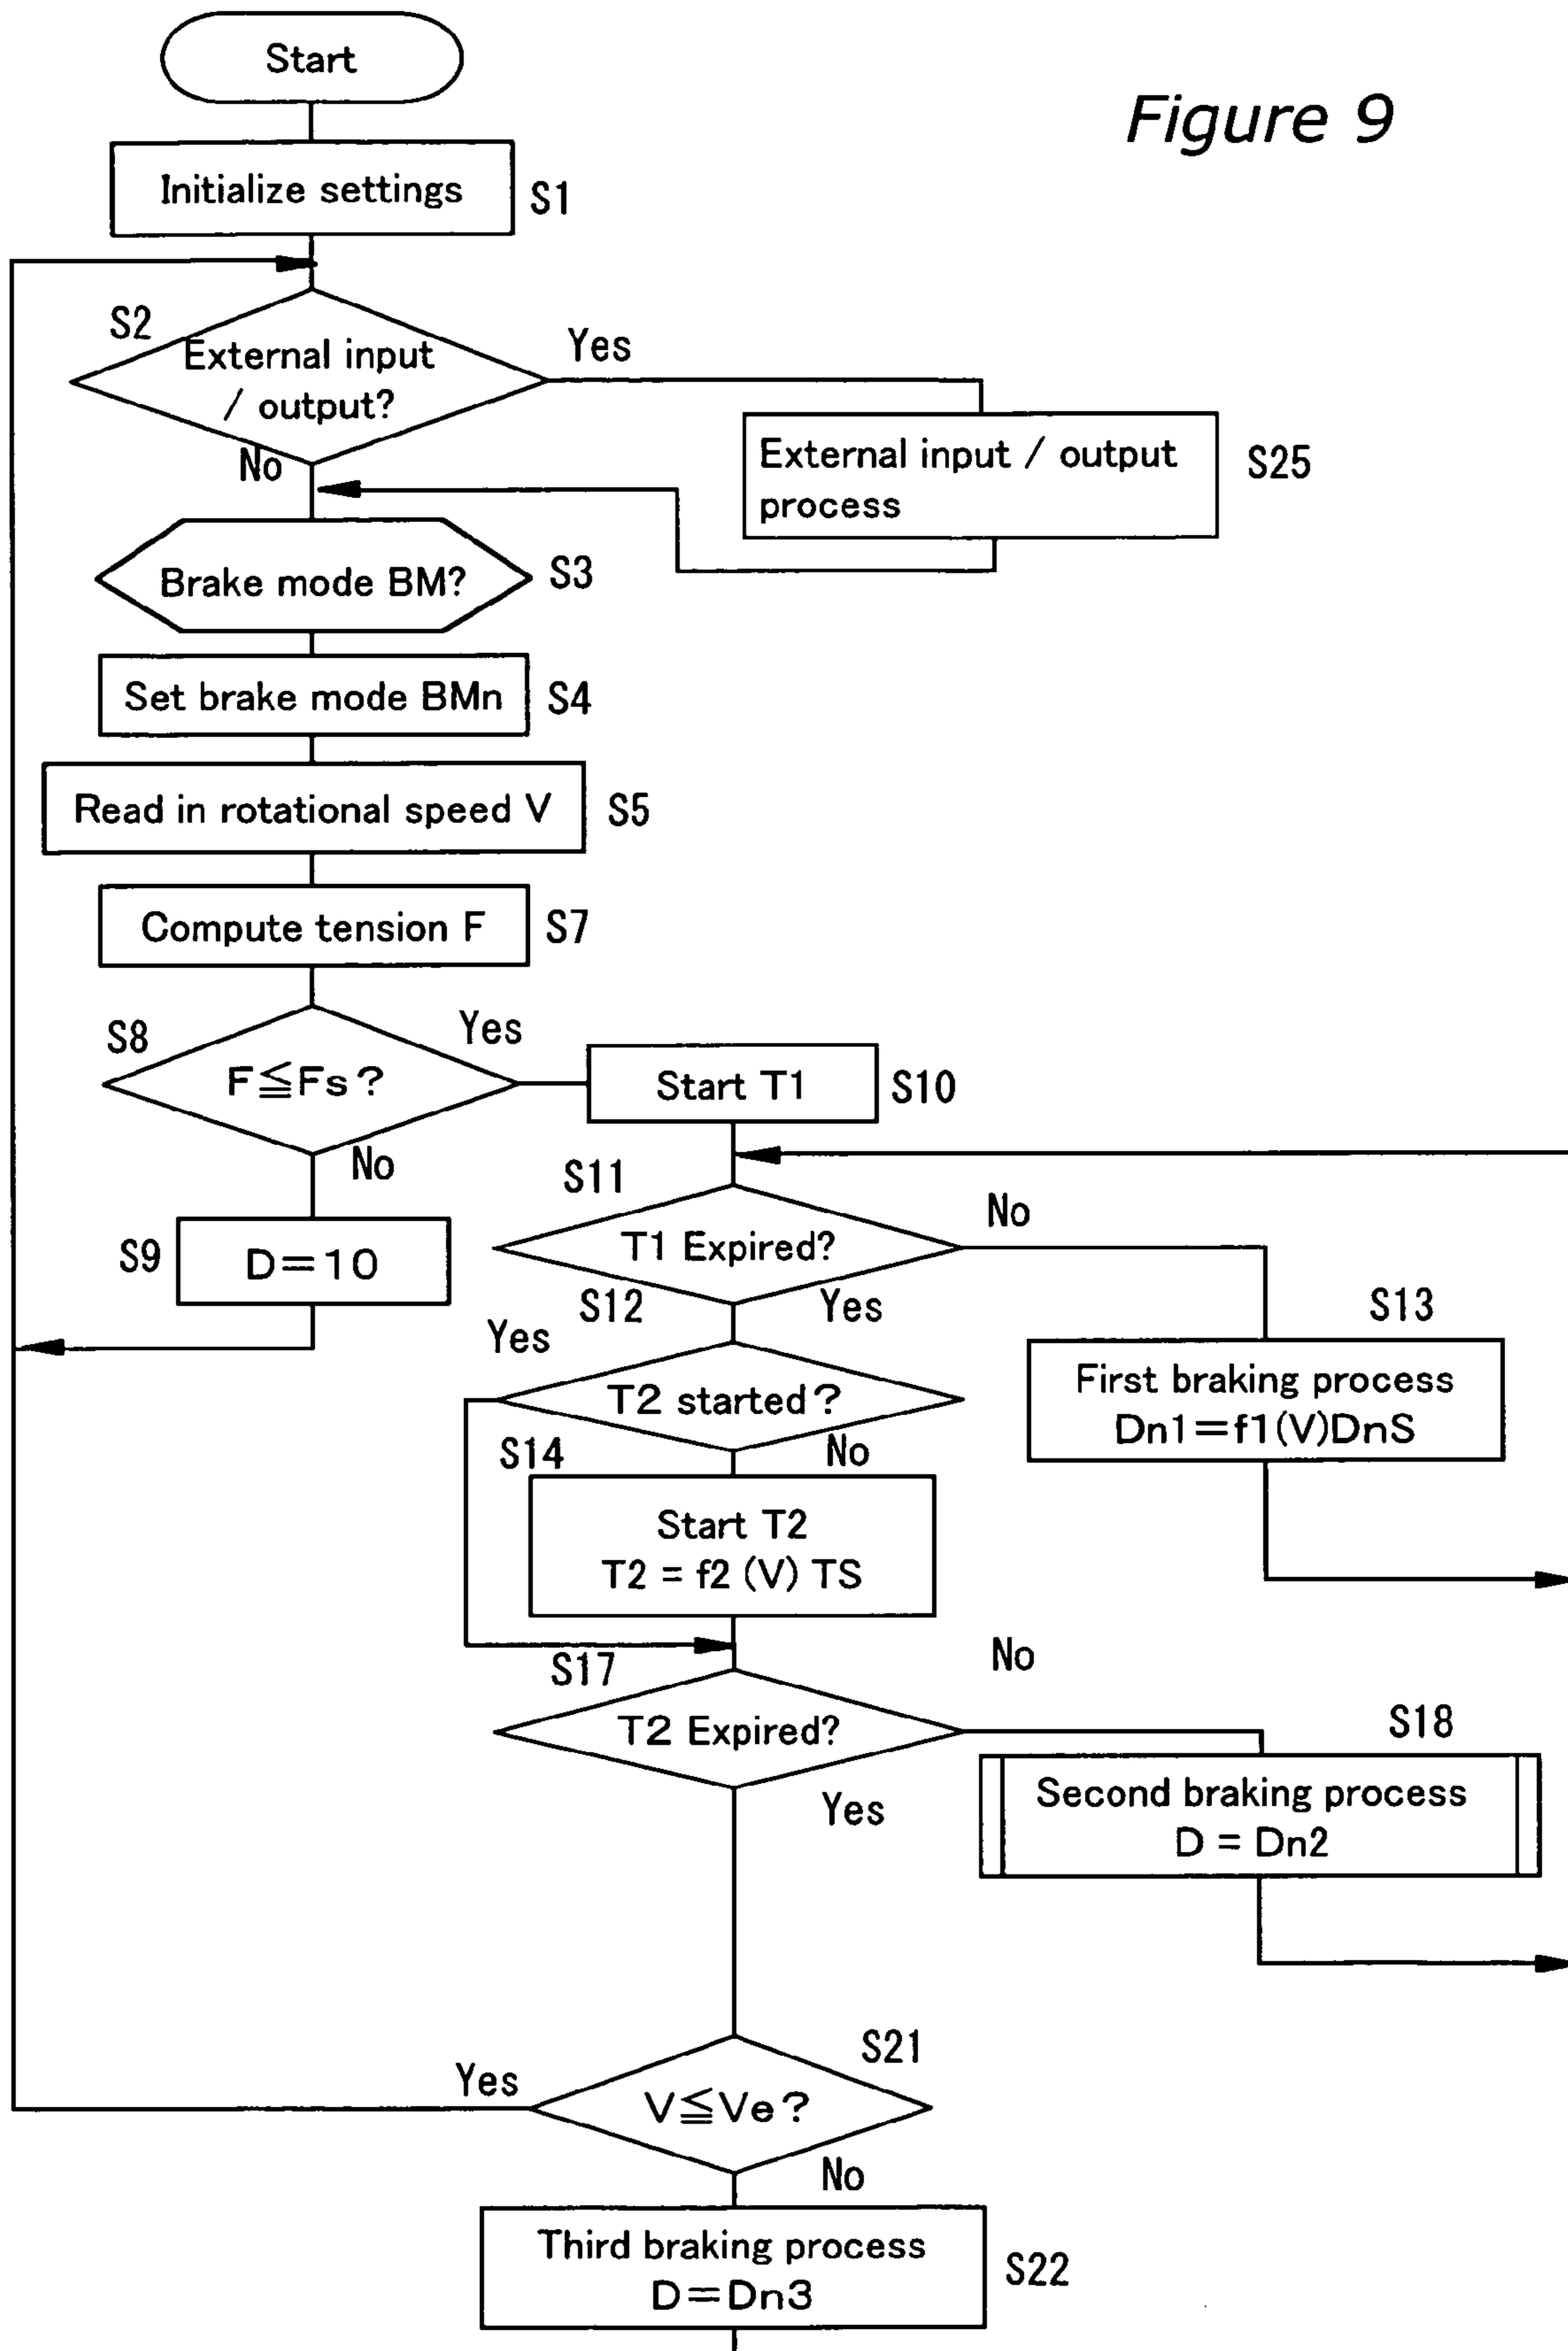 Figure 9
Start
Initialize settings
S1
S2
External input
/ output?
Yes
No
External input / output
process
S25
Brake mode BM?
S3
Set brake mode BMn
S4
Read in rotational speed V
S5
Compute tension F
S7
S8
F≦Fs?
Yes
No
Start T1
S10
S9
D=10
S11
T1 Expired?
No
Yes
S12
Yes
T2 started?
No
S13
First braking process
Dn1=f1(V)DnS
S14
Start T2
T2 = f2 (V) TS
S17
T2 Expired?
No
Yes
S18
Second braking process
D = Dn2
S21
V≦Ve?
Yes
No
Third braking process
D=Dn3
S22